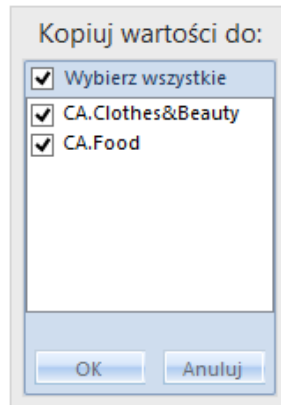 Kopiuj wartości do:
Wybierz wszystkie
CA.Clothes&Beauty
CA.Food
OK Anuluj